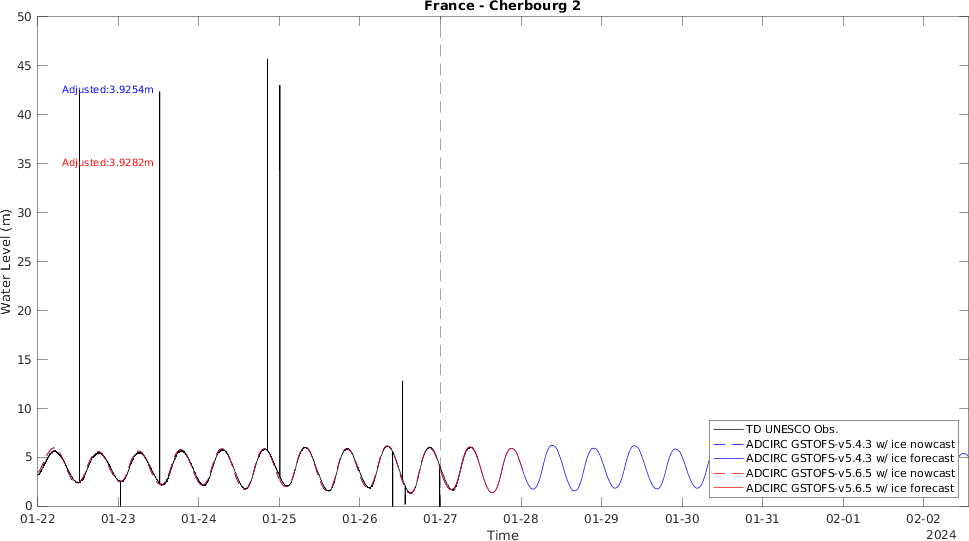 France - Cherbourg 2
50
45
40
35
30
25
20
15
10
5
0
Water Level (m)
Adjusted:3.9254m
Adjusted:3.9282m
TD UNESCO Obs.
ADCIRC GSTOFS-v5.4.3 w/ ice nowcast
ADCIRC GSTOFS-v5.4.3 w/ ice forecast
ADCIRC GSTOFS-v5.6.5 w/ ice nowcast
ADCIRC GSTOFS-v5.6.5 w/ ice forecast
01-22 01-23 01-24 01-25 01-26 01-27 01-28 01-29 01-30 01-31 02-01 02-02
2024
Time